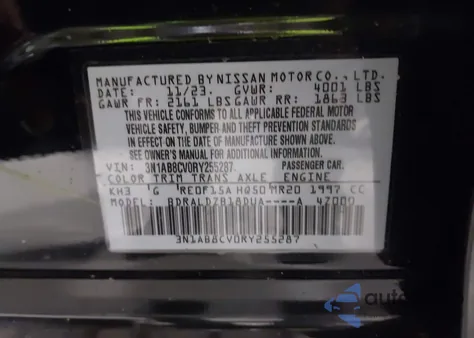 MANUFACTURED BY NISSAN MOTOR CO., LTD.
DATE: 11/23. GVWR: 4001 LBS
GAWR FR: 2161 LBS GAWR RR: 1863 LBS
THIS VEHICLE CONFORMS TO ALL APPLICABLE FEDERAL MOTOR
VEHICLE SAFETY, BUMPER AND THEFT PREVENTION STANDARDS
IN EFFECT ON THE DATE OF MANUFACTURE SHOWN ABOVE.
SEE OWNER'S MANUAL FOR ADDITIONAL INFORMATION.
VIN: 3N1AB8CV0RY255287 PASSENGER CAR.
COLOR TRIM TRANS AXLE ENGINE
KH3 G RE0F15A HQ50 MR20 1997 CC
MODEL: BDRALDZB18DUA----A 47000
3N1AB8CV0RY255287
auto